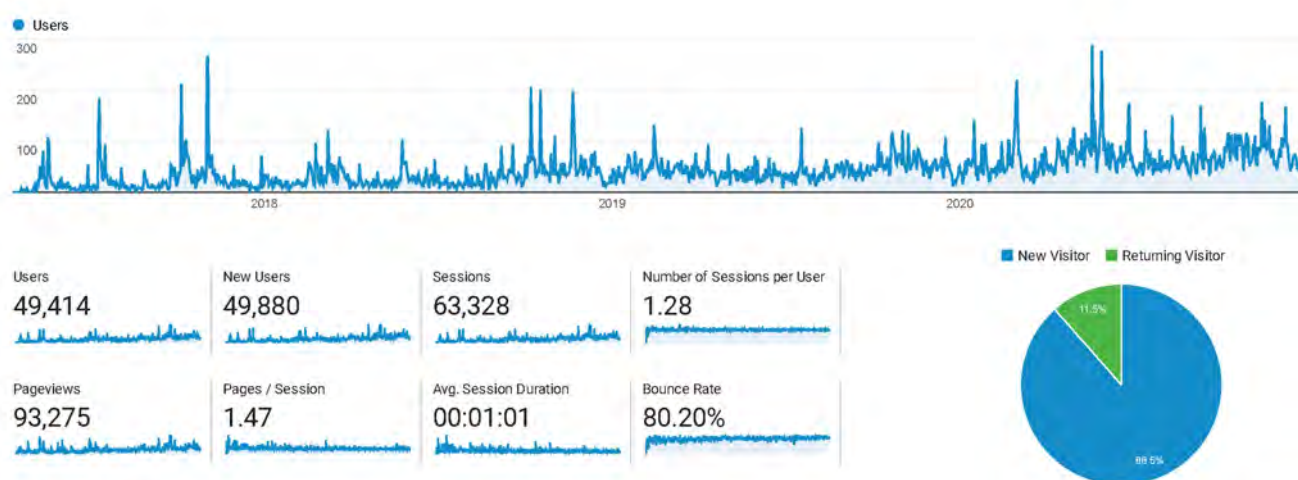 Users
300
200
100
2018
2019
2020
New Visitor Returning Visitor
Users
49,414
New Users
49,880
Sessions
63,328
Number of Sessions per User
1.28
Pageviews
93,275
Pages / Session
1.47
Avg. Session Duration
00:01:01
Bounce Rate
80.20%
11.5%
88.5%